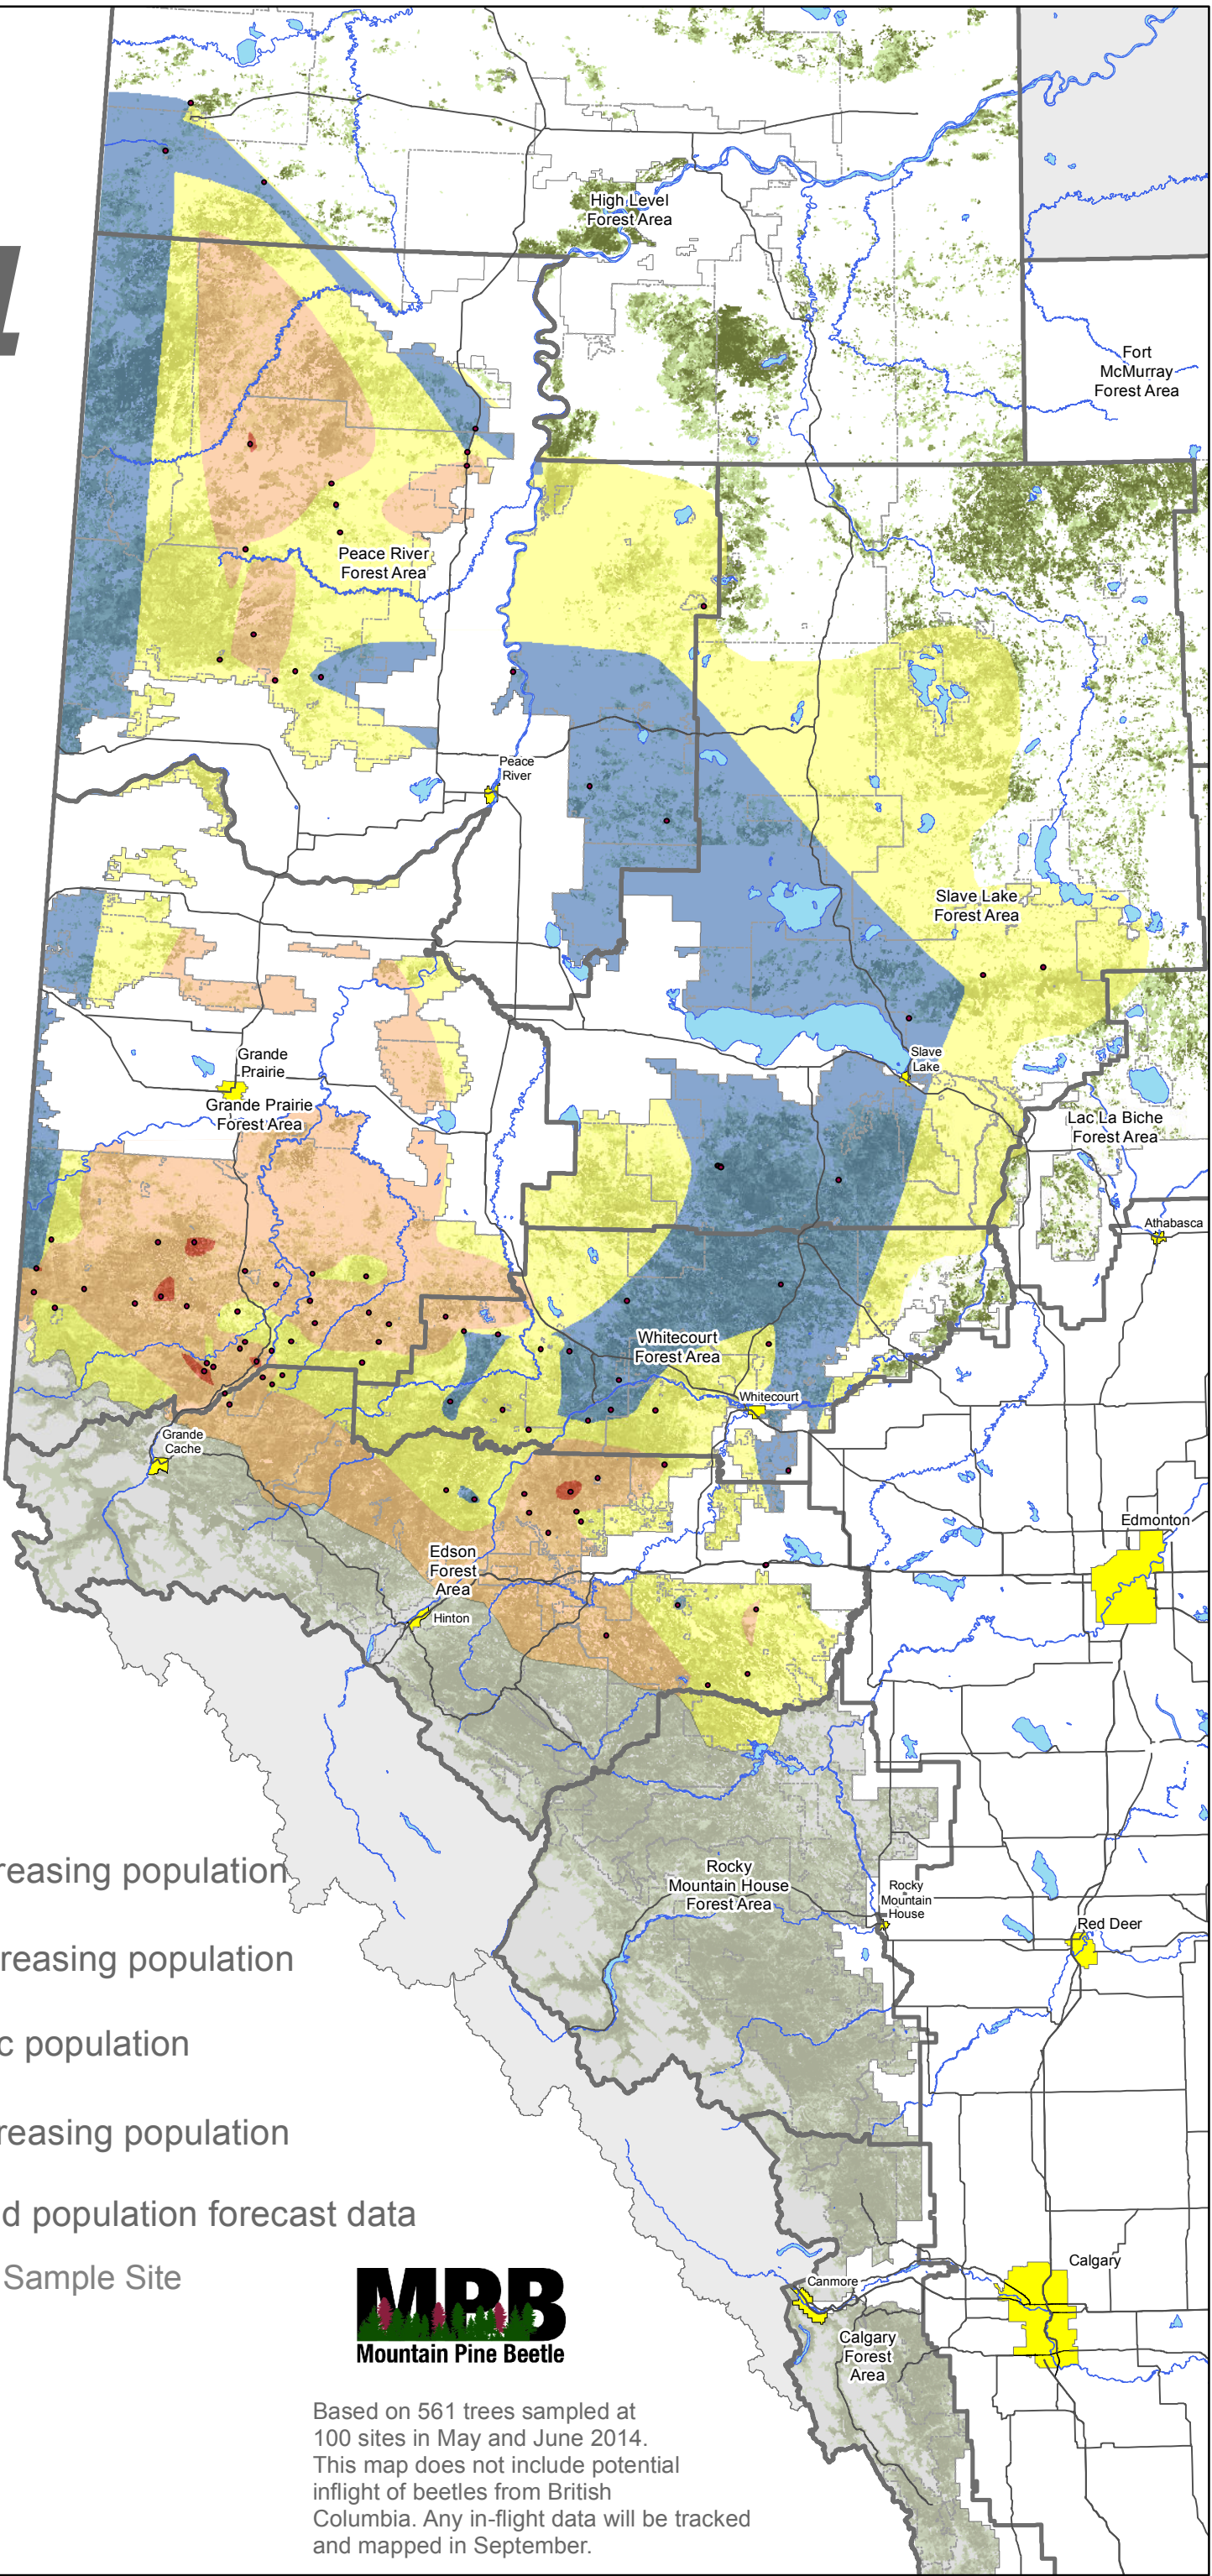 High Level
Forest Area
Fort
McMurray
Forest Area
Peace River
Forest Area
Peace
River
Slave Lake
Forest Area
Slave
Lake
Grande
Prairie
Grande Prairie
Forest Area
Lac La Biche
Forest Area
Athabasca
Whitecourt
Forest Area
Whitecourt
Grande
Cache
Edmonton
Edson
Forest
Area
Hinton
Rocky
Mountain House
Forest Area
Rocky
Mountain
House
Red Deer
reasing population
reasing population
c population
reasing population
d population forecast data
Sample Site
Calgary
Canmore
Calgary
Forest
Area
MPB
Mountain Pine Beetle
Based on 561 trees sampled at
100 sites in May and June 2014.
This map does not include potential
inflight of beetles from British
Columbia. Any in-flight data will be tracked
and mapped in September.